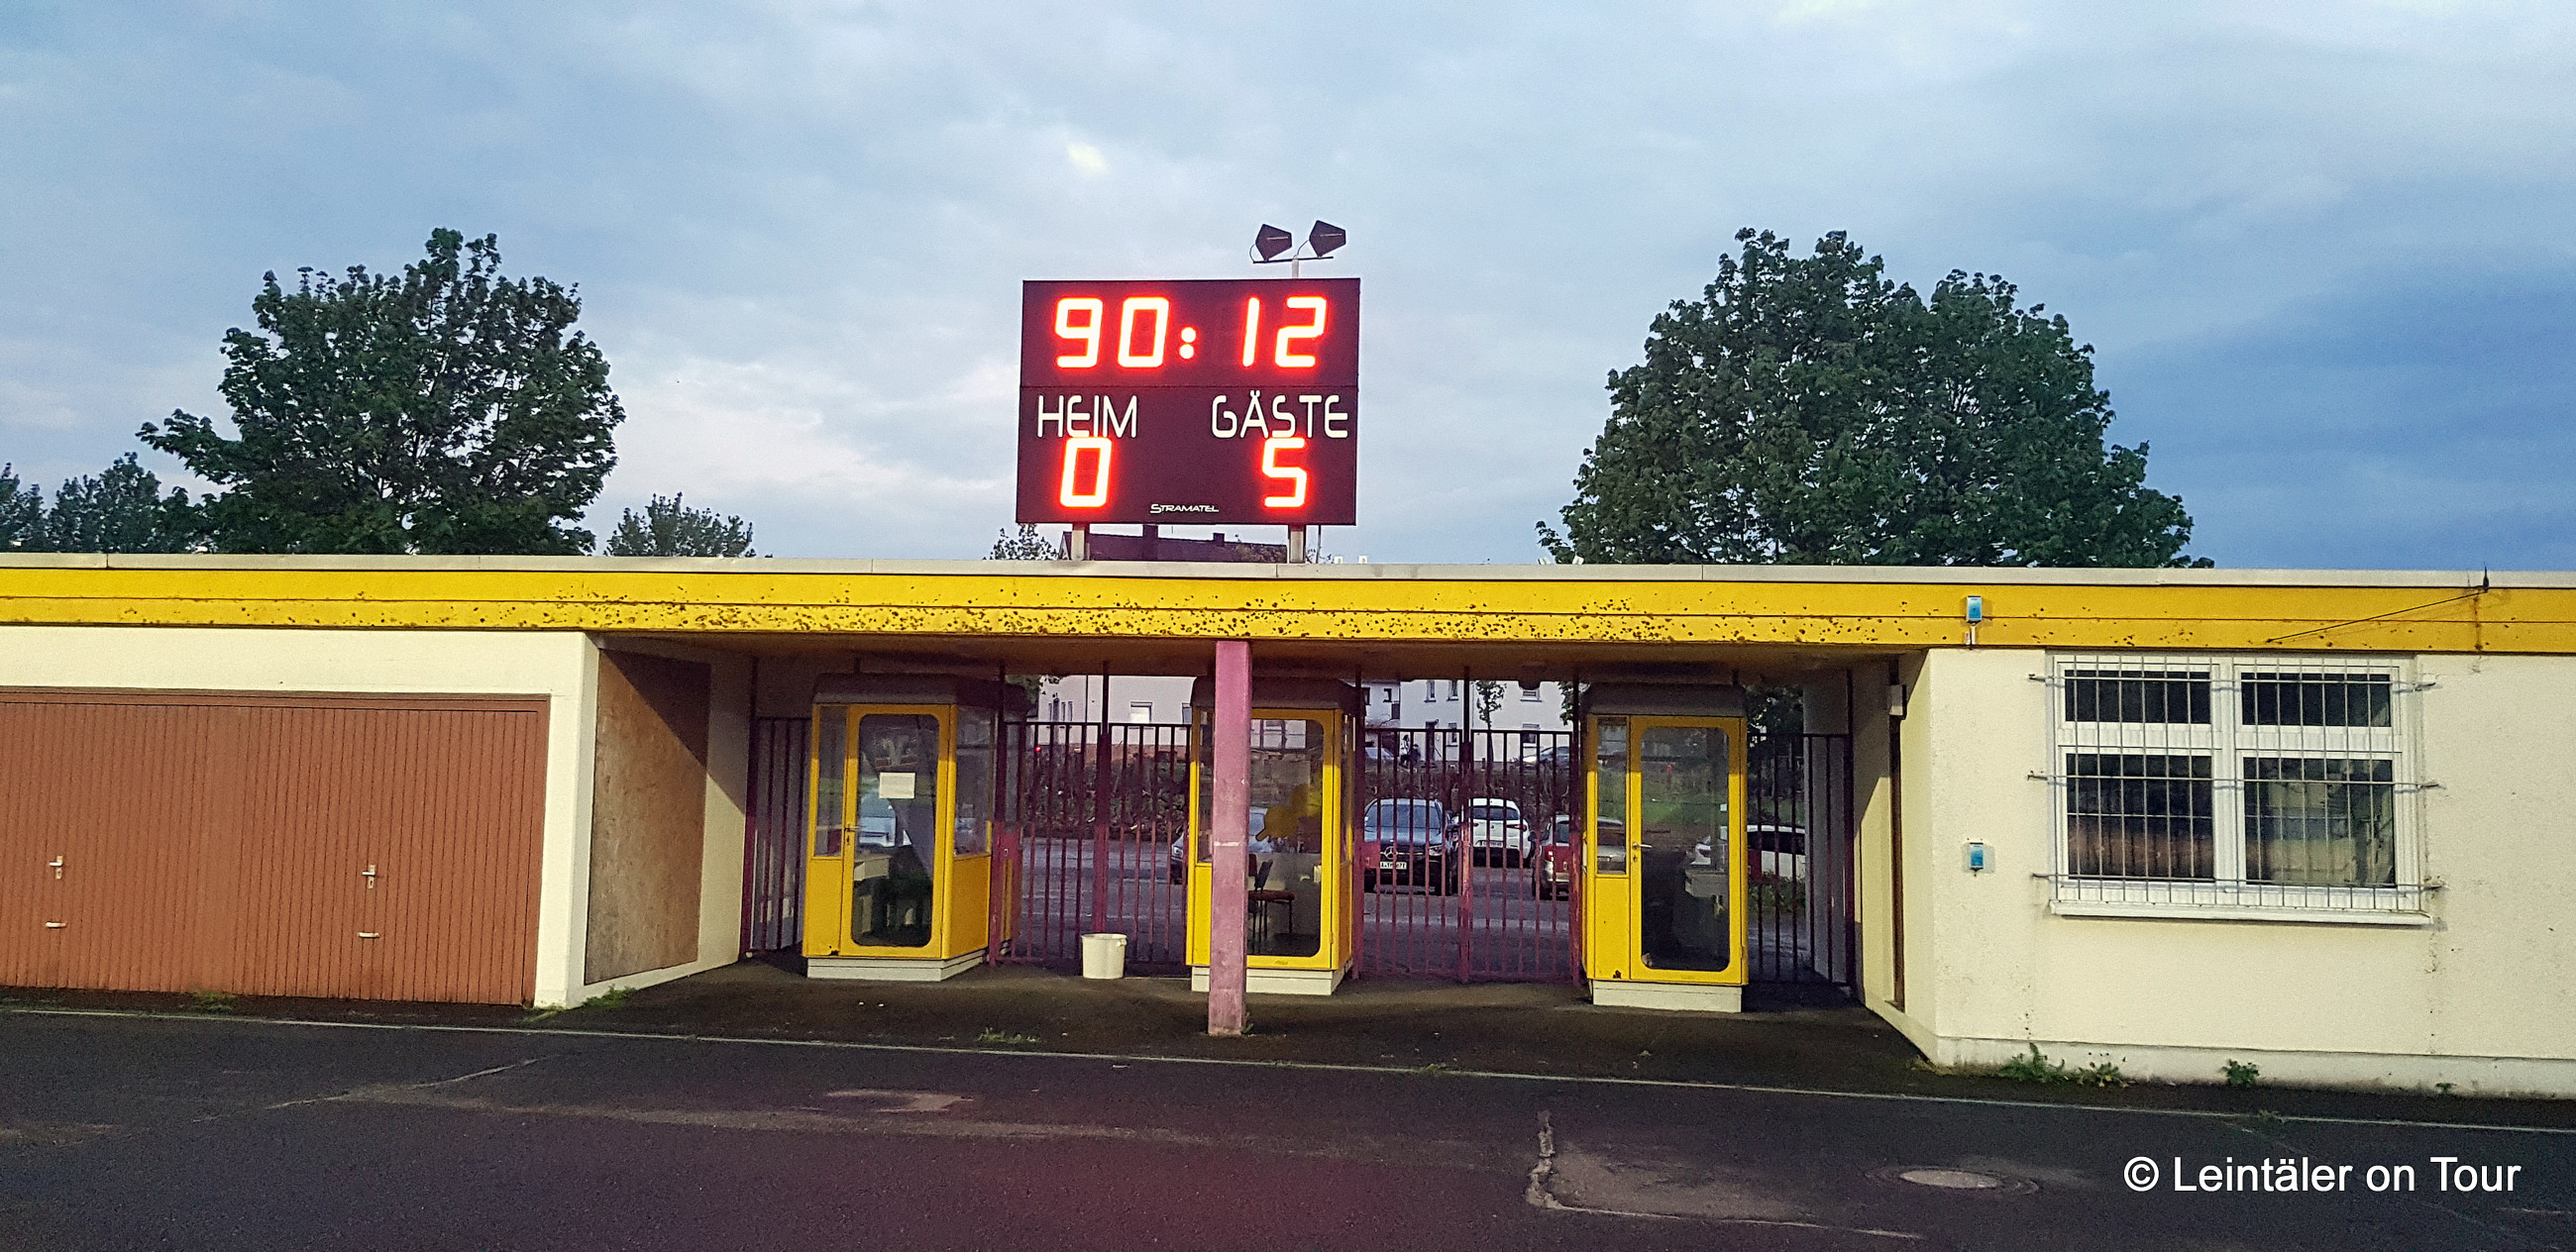 90:12
HEIM GÄSTE
0 5
STRAMATEL
© Leintäler on Tour